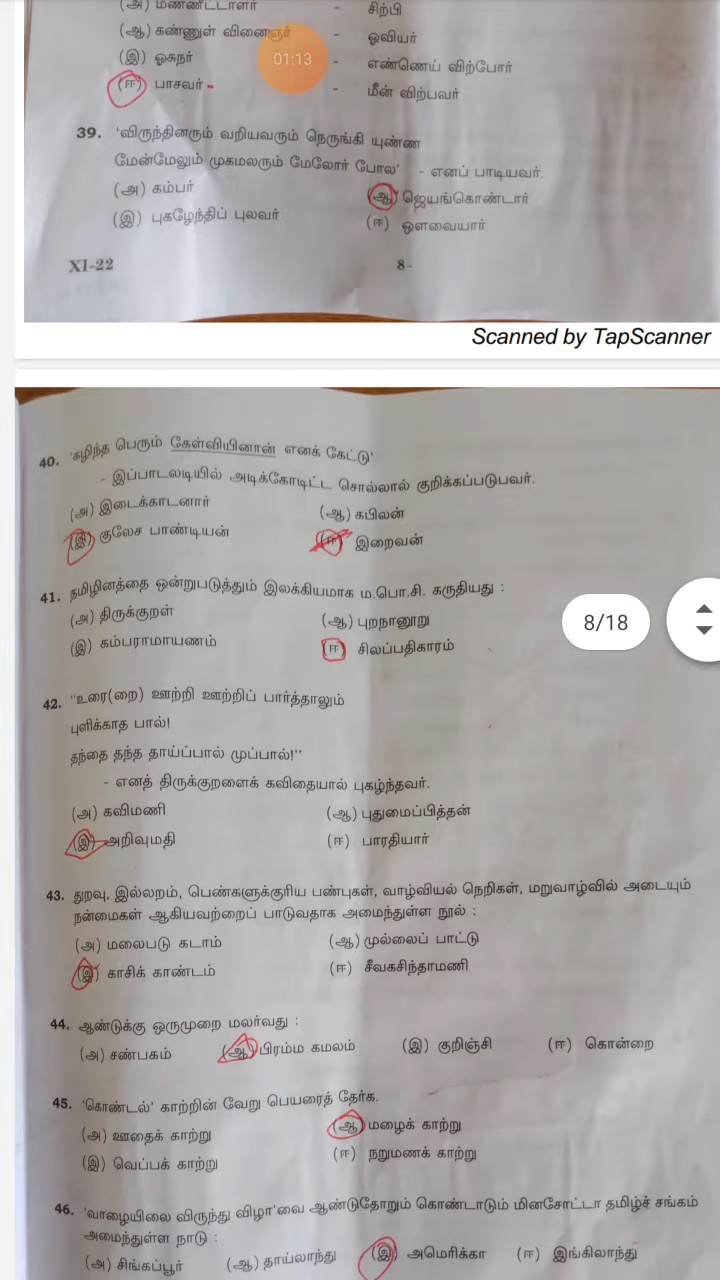 (அ) மண்ணீட்டாளர் - சிற்பி
(ஆ) கண்ணுள் வினைஞர் - ஓவியர்
01:13
(இ) ஓசுநர் - எண்ணெய் விற்போர்
(ஈ) பாசவர் - மீன் விற்பவர்
39. 'விருந்தினரும் வறியவரும் நெருங்கி யுண்ண
மேன்மேலும் முகமலரும் மேலோர் போல' - எனப் பாடியவர்.
(அ) கம்பர் (ஆ) ஜெயங்கொண்டார்
(இ) புகழேந்திப் புலவர் (ஈ) ஔவையார்
XI-22 8-
Scanned by TapScanner
40. 'கழிந்த பெரும் கேள்வியினான் எனக் கேட்டு'
- இப்பாடலடியில் அடிக்கோடிட்ட சொல்லால் குறிக்கப்படுபவர்.
(அ) இடைக்காடனார் (ஆ) கபிலன்
(இ) குலேச பாண்டியன் (ஈ) இறைவன்
41. தமிழினத்தை ஒன்றுபடுத்தும் இலக்கியமாக ம.பொ.சி. கருதியது :
(அ) திருக்குறள் (ஆ) புறநானூறு
8/18
(இ) கம்பராமாயணம் (ஈ) சிலப்பதிகாரம்
42. "உரை(றை) ஊற்றி ஊற்றிப் பார்த்தாலும்
புளிக்காத பால்!
தந்தை தந்த தாய்ப்பால் முப்பால்!"
- எனத் திருக்குறளைக் கவிதையால் புகழ்ந்தவர்.
(அ) கவிமணி (ஆ) புதுமைப்பித்தன்
(இ) அறிவுமதி (ஈ) பாரதியார்
43. துறவு, இல்லறம், பெண்களுக்குரிய பண்புகள், வாழ்வியல் நெறிகள், மறுவாழ்வில் அடையும்
நன்மைகள் ஆகியவற்றைப் பாடுவதாக அமைந்துள்ள நூல் :
(அ) மலைபடு கடாம் (ஆ) முல்லைப் பாட்டு
(இ) காசிக் காண்டம் (ஈ) சீவகசிந்தாமணி
44. ஆண்டுக்கு ஒருமுறை மலர்வது :
(அ) சண்பகம் (ஆ) பிரம்ம கமலம் (இ) குறிஞ்சி (ஈ) கொன்றை
45. 'கொண்டல்' காற்றின் வேறு பெயரைத் தேர்க.
(அ) ஊதைக் காற்று (ஆ) மழைக் காற்று
(இ) வெப்பக் காற்று (ஈ) நறுமணக் காற்று
46. 'வாழையிலை விருந்து விழா'வை ஆண்டுதோறும் கொண்டாடும் மினசோட்டா தமிழ்ச் சங்கம்
அமைந்துள்ள நாடு :
(அ) சிங்கப்பூர் (ஆ) தாய்லாந்து (இ) அமெரிக்கா (ஈ) இங்கிலாந்து